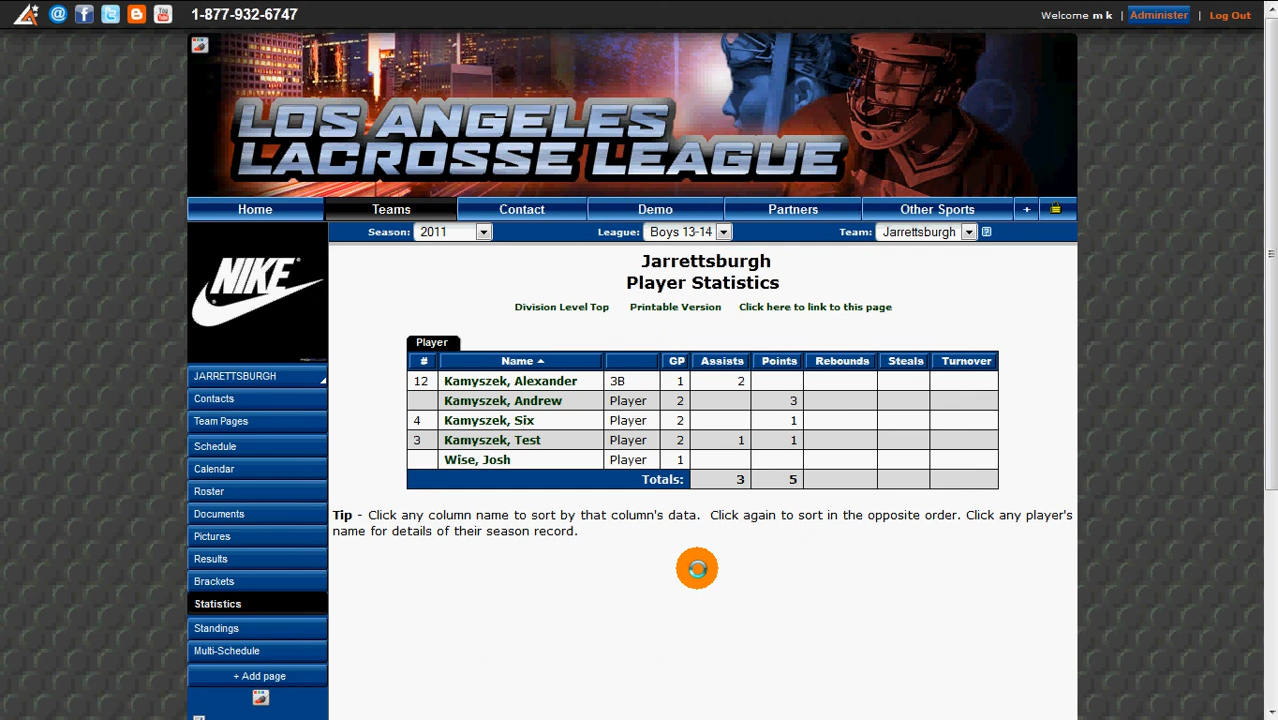 1-877-932-6747
Welcome m k | Administer | Log Out
LOS ANGELES
LACROSSE LEAGUE
Home Teams Contact Demo Partners Other Sports +
Season: 2011 League: Boys 13-14 Team: Jarrettsburgh
NIKE
JARRETTSBURGH
Contacts
Team Pages
Schedule
Calendar
Roster
Documents
Pictures
Results
Brackets
Statistics
Standings
Multi-Schedule
+ Add page
Jarrettsburgh
Player Statistics
Division Level Top Printable Version Click here to link to this page
Player
# Name GP Assists Points Rebounds Steals Turnover
12 Kamyszek, Alexander 3B 1 2
Kamyszek, Andrew Player 2 3
4 Kamyszek, Six Player 2 1
3 Kamyszek, Test Player 2 1 1
Wise, Josh Player 1
Totals: 3 5
Tip - Click any column name to sort by that column's data. Click again to sort in the opposite order. Click any player's
name for details of their season record.